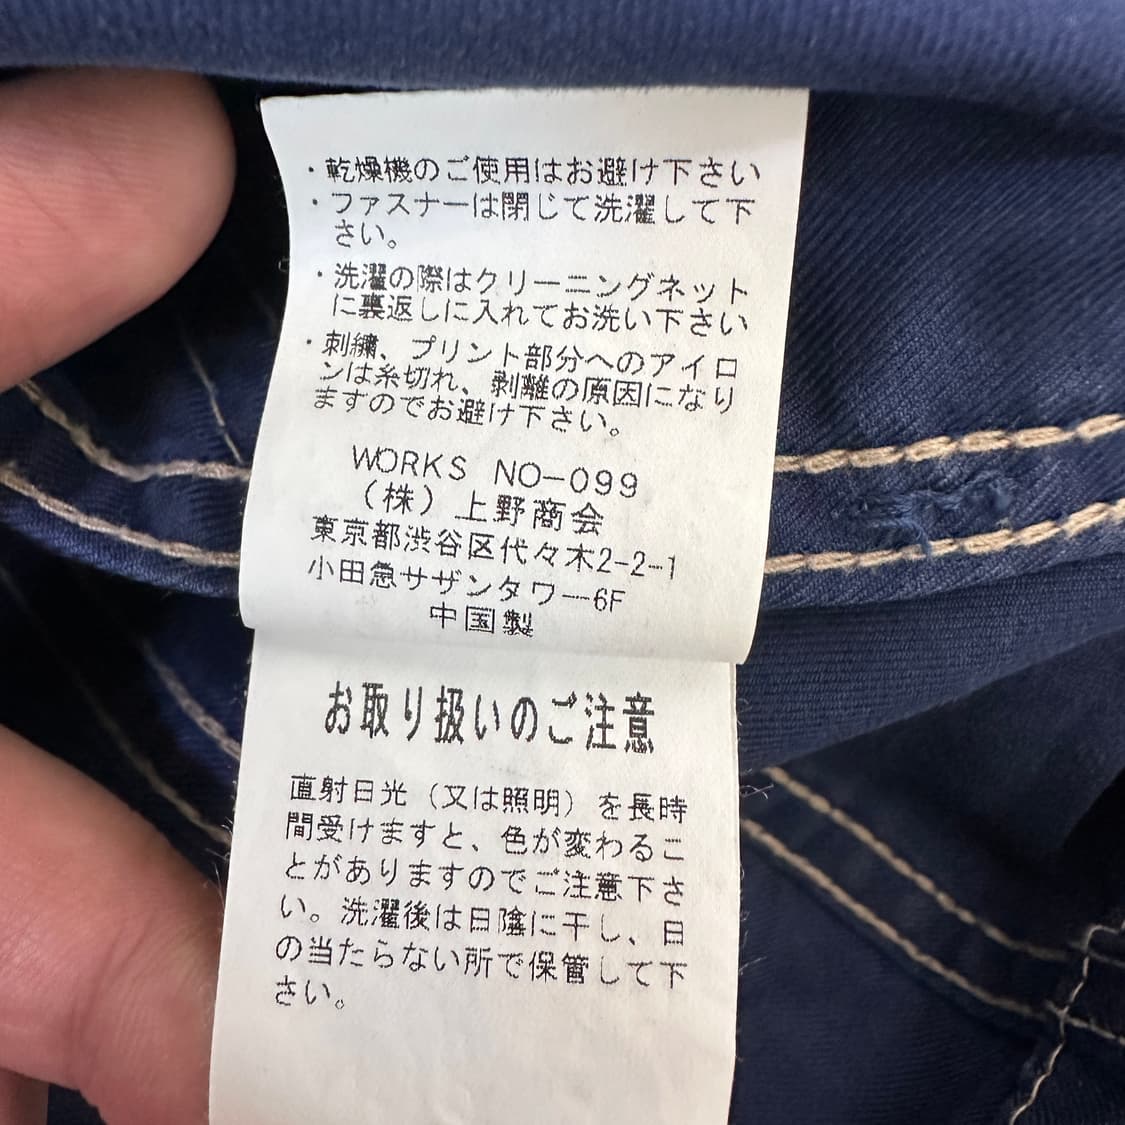 ・乾燥機のご使用はお避け下さい
・ファスナーは閉じて洗濯して下
さい。
・洗濯の際はクリーニングネット
に裏返しに入れてお洗い下さい
・刺繍、プリント部分へのアイロ
ンは糸切れ、剥離の原因になり
ますのでお避け下さい。
WORKS NO-099
(株) 上野商会
東京都渋谷区代々木2-2-1
小田急サザンタワー6F
中国製
お取り扱いのご注意
直射日光 (又は照明) を長時
間受けますと、色が変わるこ
とがありますのでご注意下さ
い。洗濯後は日陰に干し、日
の当たらない所で保管して下
さい。